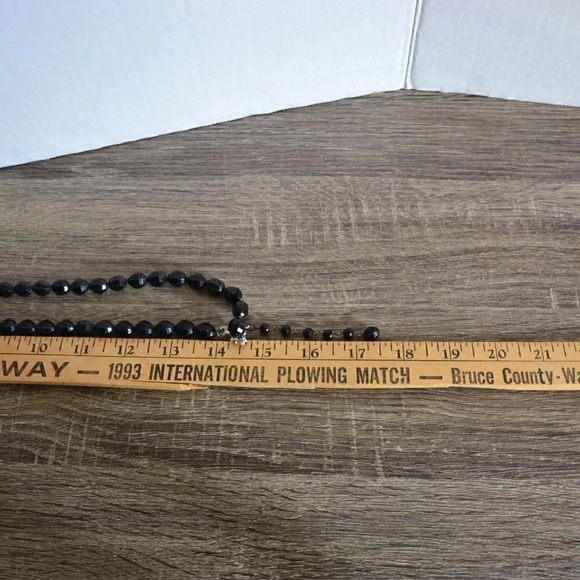 10 11 12 13 14 15 16 17 18 19 20 21
WAY — 1993 INTERNATIONAL PLOWING MATCH — Bruce County-Wa